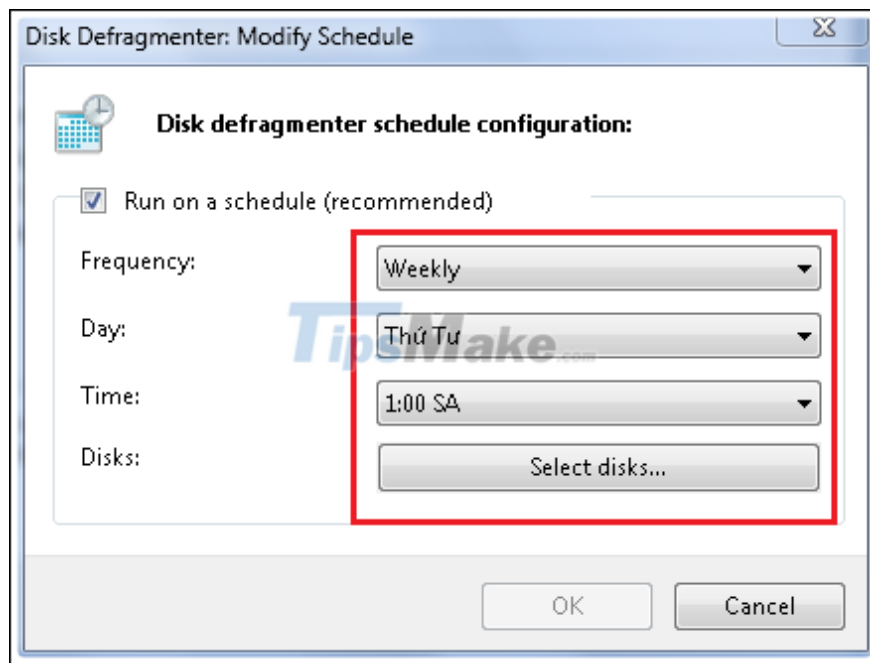 Disk Defragmenter: Modify Schedule
Disk defragmenter schedule configuration:
Run on a schedule (recommended)
Frequency: Weekly
Day: Thứ Tư
TipsMake.com
Time: 1:00 SA
Disks: Select disks...
OK Cancel